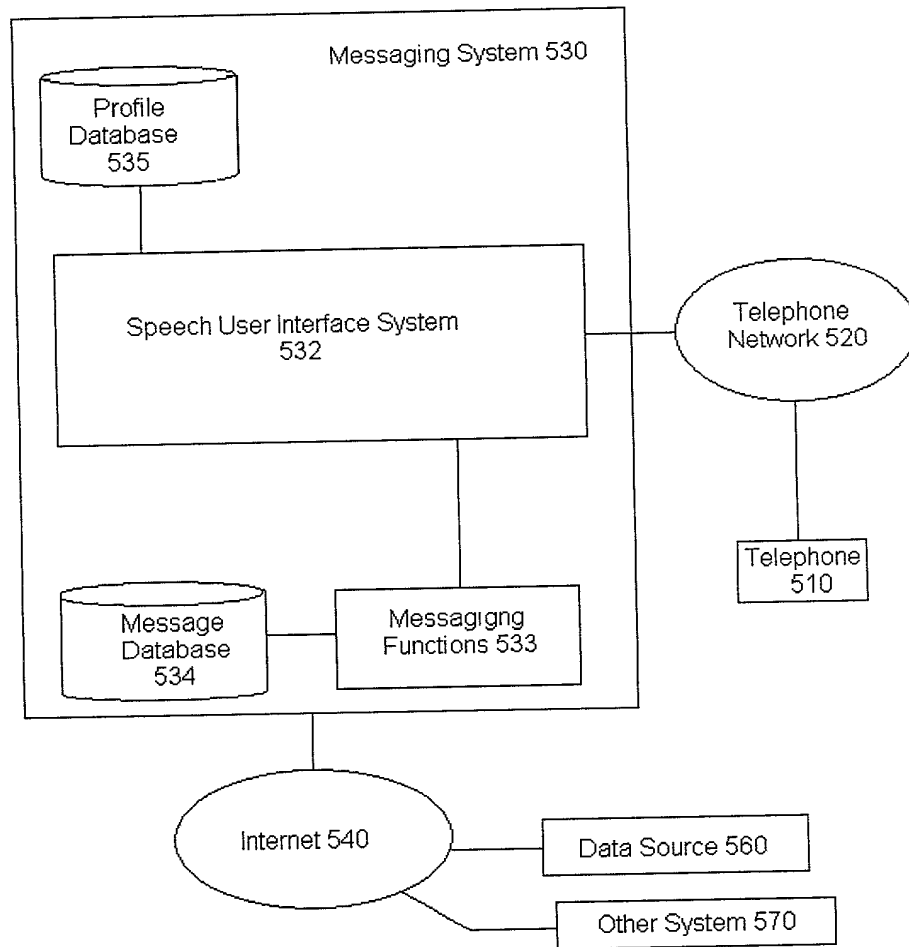 Messaging System 530
Profile
Database
535
Speech User Interface System
532
Telephone
Network 520
Telephone
510
Message
Database
534
Messagigng
Functions 533
Internet 540
Data Source 560
Other System 570